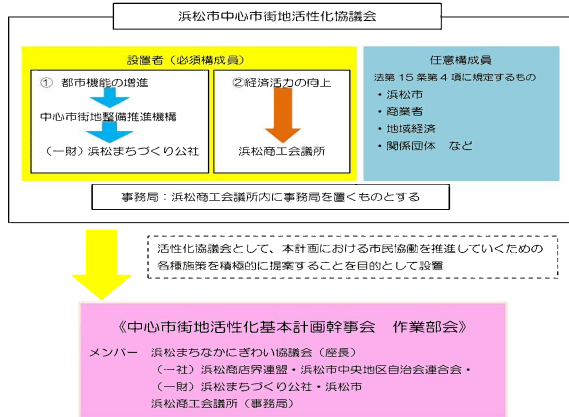 浜松市中心市街地活性化協議会
設置者（必須構成員）
① 都市機能の増進
中心市街地整備推進機構
（一財）浜松まちづくり公社
②経済活力の向上
浜松商工会議所
任意構成員
法第15条第4項に規定するもの
・浜松市
・商業者
・地域経済
・関係団体 など
事務局：浜松商工会議所内に事務局を置くものとする
活性化協議会として、本計画における市民協働を推進していくための
各種施策を積極的に提案することを目的として設置
《中心市街地活性化基本計画幹事会 作業部会》
メンバー 浜松まちなかにぎわい協議会（座長）
（一社）浜松商店界連盟・浜松市中央地区自治会連合会・
（一財）浜松まちづくり公社・浜松市
浜松商工会議所（事務局）